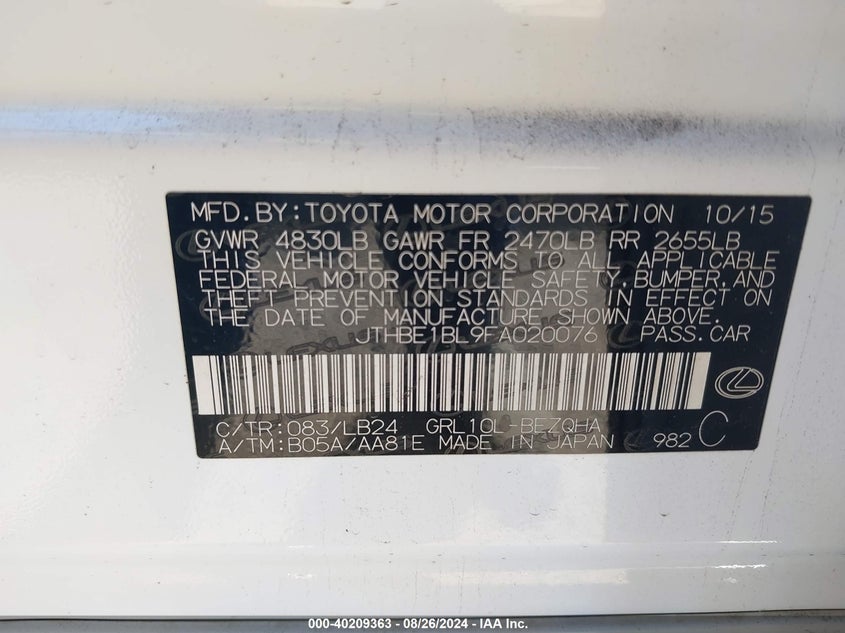 MFD.BY:TOYOTA MOTOR CORPORATION 10/15
GVWR 4830LB GAWR FR 2470LB RR 2655LB
THIS VEHICLE CONFORMS TO ALL APPLICABLE
FEDERAL MOTOR VEHICLE SAFETY,BUMPER,AND
THEFT PREVENTION STANDARDS IN EFFECT ON
THE DATE OF MANUFACTURE SHOWN ABOVE.
JTHBE1BL9FA020076 PASS.CAR
C/TR:083/LB24 GRL10L-BEZQHA
A/TM:B05A/AA81E MADE IN JAPAN 982 C
000-40209363 - 08/26/2024 - IAA Inc.